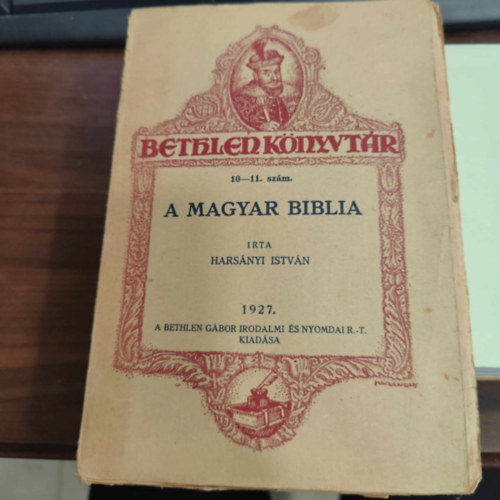 BETHLEN KÖNYVTÁR
10—11. szám.
A MAGYAR BIBLIA
IRTA
HARSÁNYI ISTVÁN
1927.
A BETHLEN GÁBOR IRODALMI ÉS NYOMDAI R.-T.
KIADÁSA